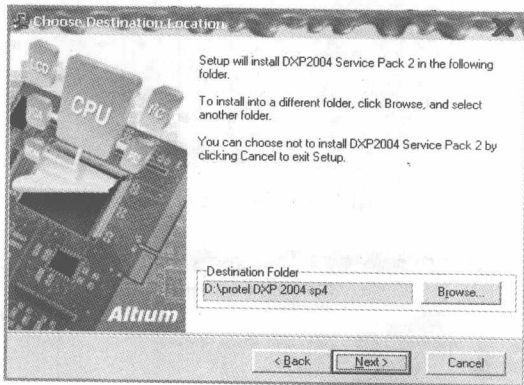 Choose Destination Location
LCD
CPU
I²C
Setup will install DXP2004 Service Pack 2 in the following
folder.
To install into a different folder, click Browse, and select
another folder.
You can choose not to install DXP2004 Service Pack 2 by
clicking Cancel to exit Setup.
Destination Folder
D:\protel DXP 2004 sp4
Browse...
Altium
< Back
Next >
Cancel